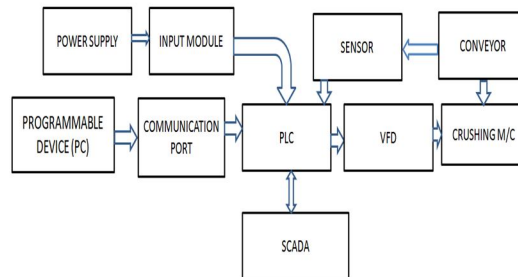 POWER SUPPLY
INPUT MODULE
SENSOR
CONVEYOR
PROGRAMMABLE
DEVICE (PC)
COMMUNICATION
PORT
PLC
VFD
CRUSHING M/C
SCADA